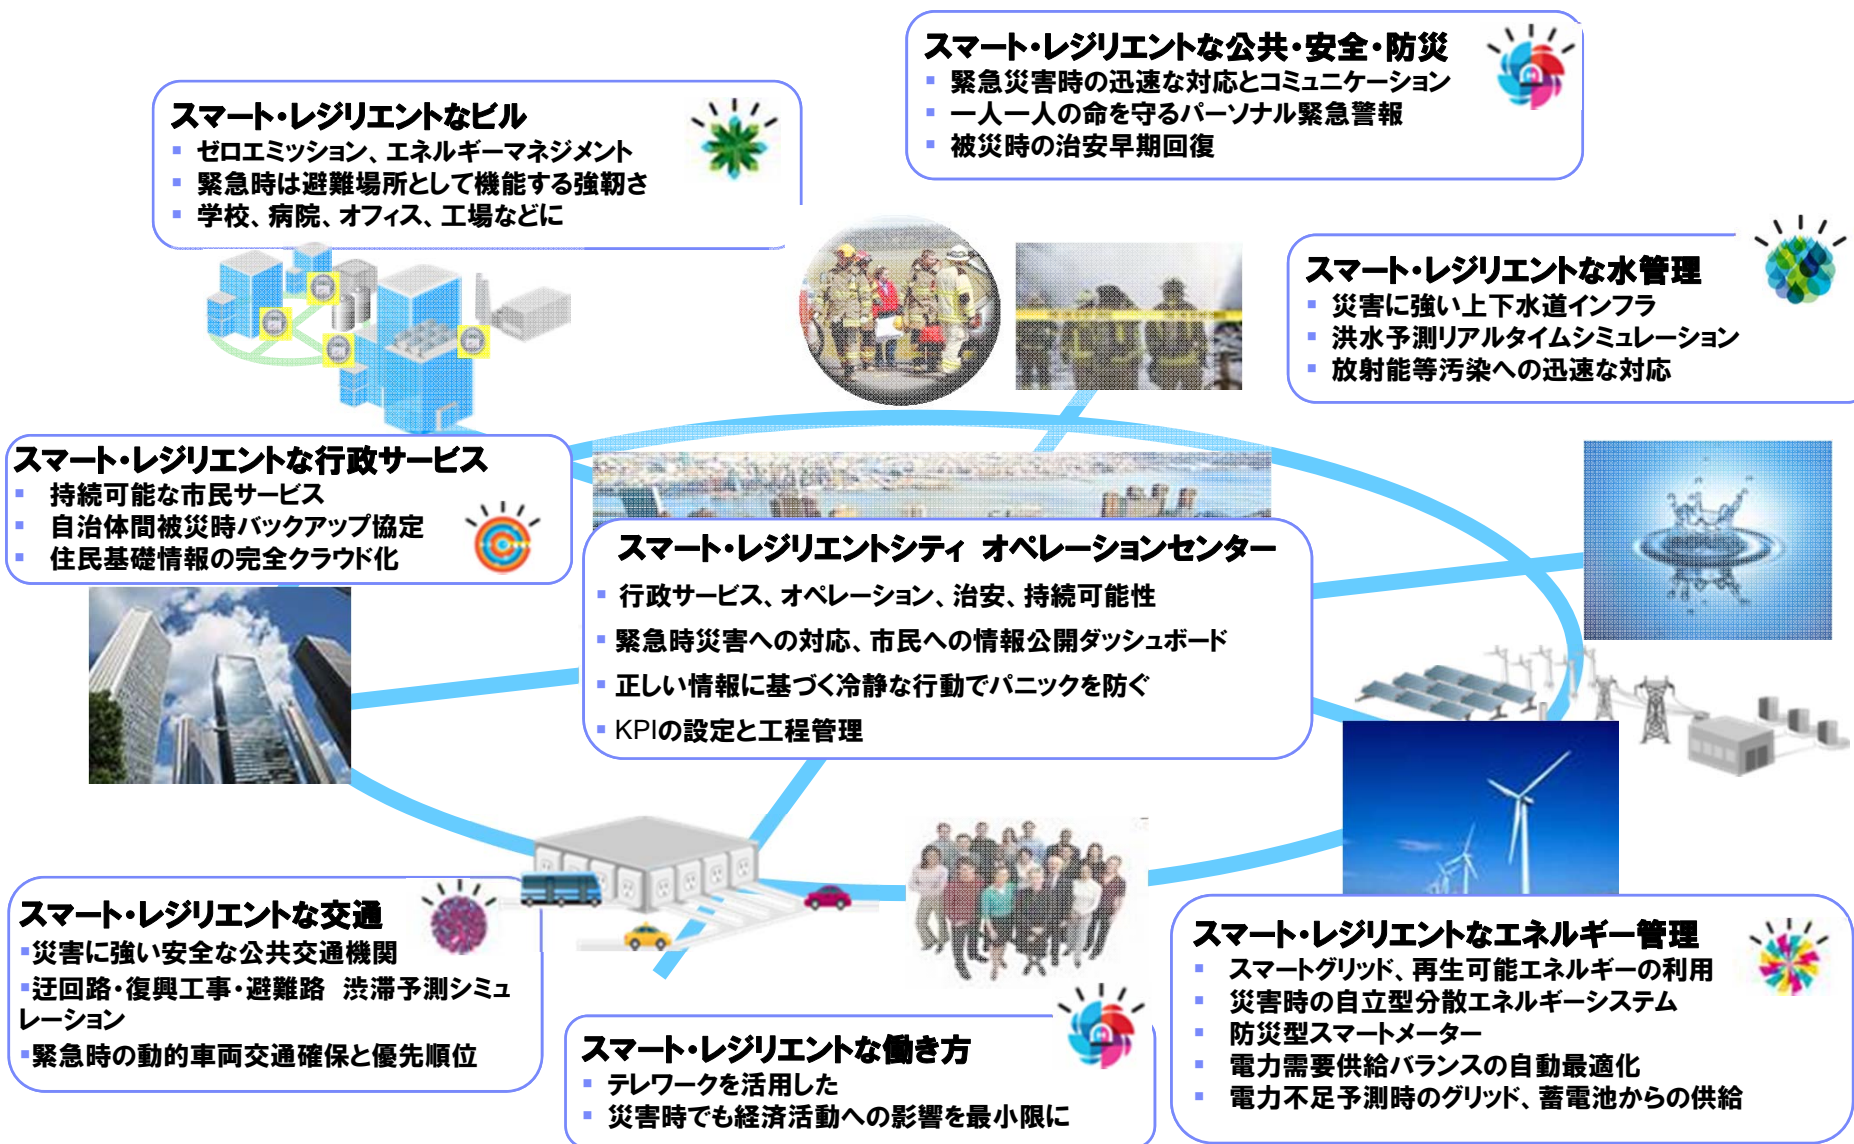 スマート・レジリエントな公共・安全・防災
▪ 緊急災害時の迅速な対応とコミュニケーション
▪ 一人一人の命を守るパーソナル緊急警報
▪ 被災時の治安早期回復
スマート・レジリエントなビル
▪ ゼロエミッション、エネルギーマネジメント
▪ 緊急時は避難場所として機能する強靭さ
▪ 学校、病院、オフィス、工場などに
スマート・レジリエントな水管理
▪ 災害に強い上下水道インフラ
▪ 洪水予測リアルタイムシミュレーション
▪ 放射能等汚染への迅速な対応
スマート・レジリエントな行政サービス
▪ 持続可能な市民サービス
▪ 自治体間被災時バックアップ協定
▪ 住民基礎情報の完全クラウド化
スマート・レジリエントシティ オペレーションセンター
▪ 行政サービス、オペレーション、治安、持続可能性
▪ 緊急時災害への対応、市民への情報公開ダッシュボード
▪ 正しい情報に基づく冷静な行動でパニックを防ぐ
▪ KPIの設定と工程管理
スマート・レジリエントな交通
▪災害に強い安全な公共交通機関
▪迂回路・復興工事・避難路 渋滞予測シミュ
レーション
▪緊急時の動的車両交通確保と優先順位
スマート・レジリエントな働き方
▪ テレワークを活用した
▪ 災害時でも経済活動への影響を最小限に
スマート・レジリエントなエネルギー管理
▪ スマートグリッド、再生可能エネルギーの利用
▪ 災害時の自立型分散エネルギーシステム
▪ 防災型スマートメーター
▪ 電力需要供給バランスの自動最適化
▪ 電力不足予測時のグリッド、蓄電池からの供給